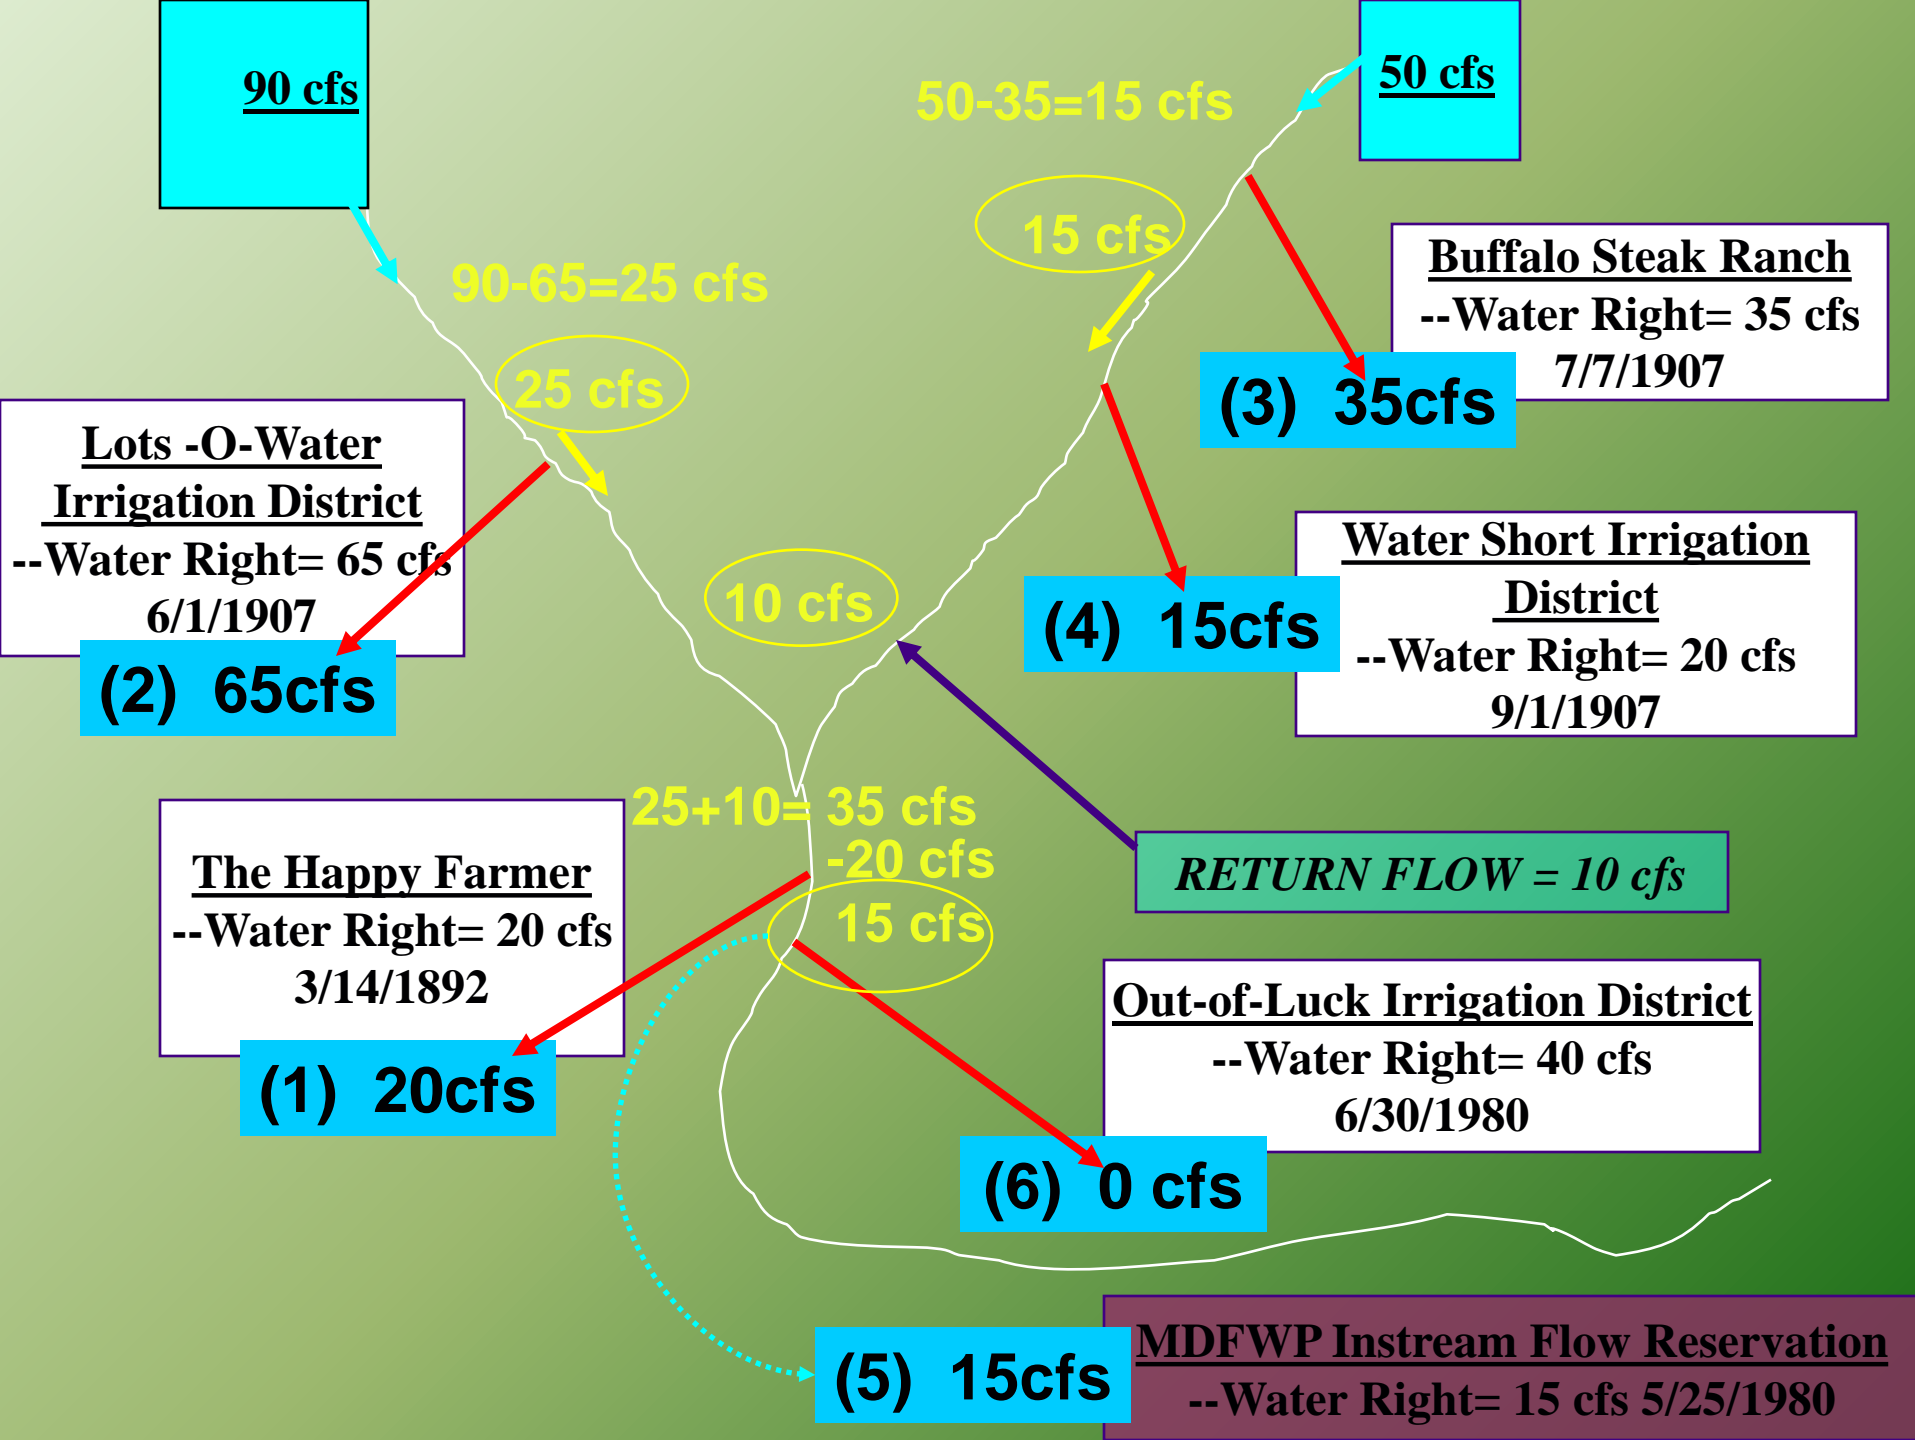 90 cfs
50 cfs
50-35=15 cfs
15 cfs
90-65=25 cfs
25 cfs
Buffalo Steak Ranch
--Water Right= 35 cfs
7/7/1907
(3) 35cfs
Lots -O-Water
Irrigation District
--Water Right= 65 cfs
6/1/1907
(2) 65cfs
10 cfs
Water Short Irrigation
District
--Water Right= 20 cfs
9/1/1907
(4) 15cfs
25+10= 35 cfs
-20 cfs
15 cfs
The Happy Farmer
--Water Right= 20 cfs
3/14/1892
(1) 20cfs
RETURN FLOW = 10 cfs
Out-of-Luck Irrigation District
--Water Right= 40 cfs
6/30/1980
(6) 0 cfs
MDFWP Instream Flow Reservation
--Water Right= 15 cfs 5/25/1980
(5) 15cfs